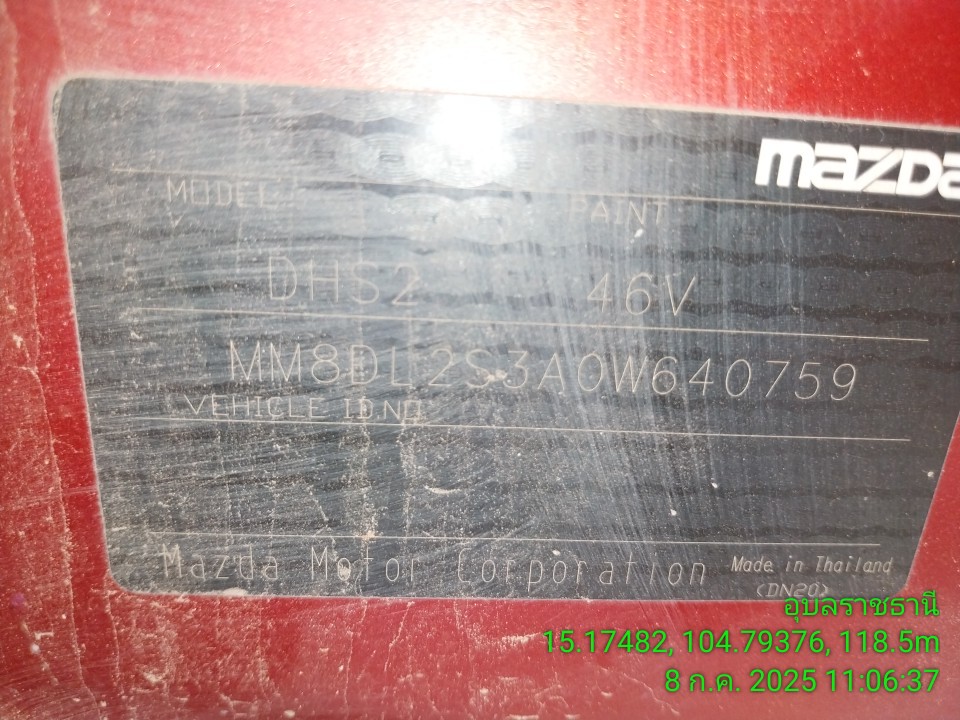 mazda
MODEL PAINT
DHS2 46V
MM8DL2S3A0W640759
VEHICLE ID.NO.
Mazda Motor Corporation Made in Thailand
(DN20)
อุบลราชธานี
15.17482, 104.79376, 118.5m
8 ก.ค. 2025 11:06:37